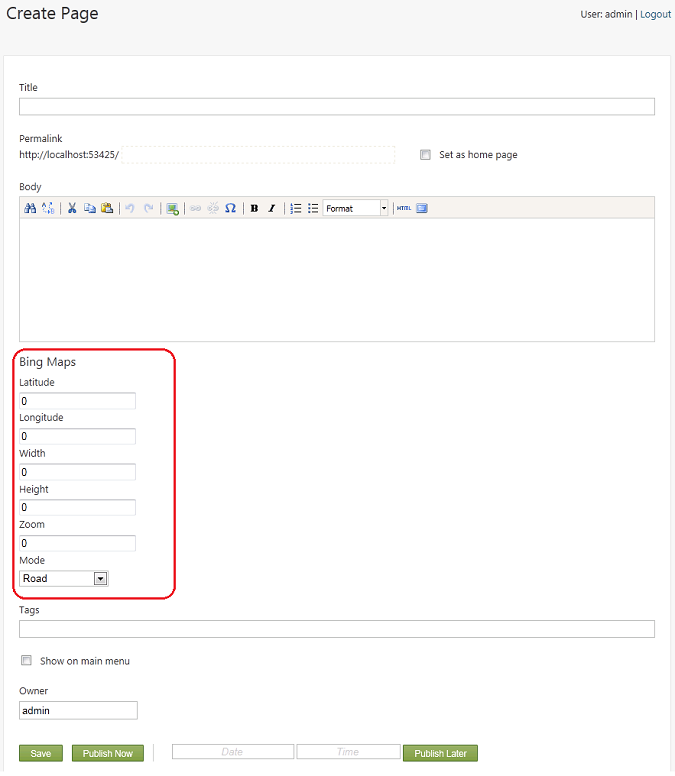 Create Page
User: admin | Logout
Title
Permalink
http://localhost:53425/
Set as home page
Body
B I Format HTML
Bing Maps
Latitude
0
Longitude
0
Width
0
Height
0
Zoom
0
Mode
Road
Tags
Show on main menu
Owner
admin
Save Publish Now Date Time Publish Later